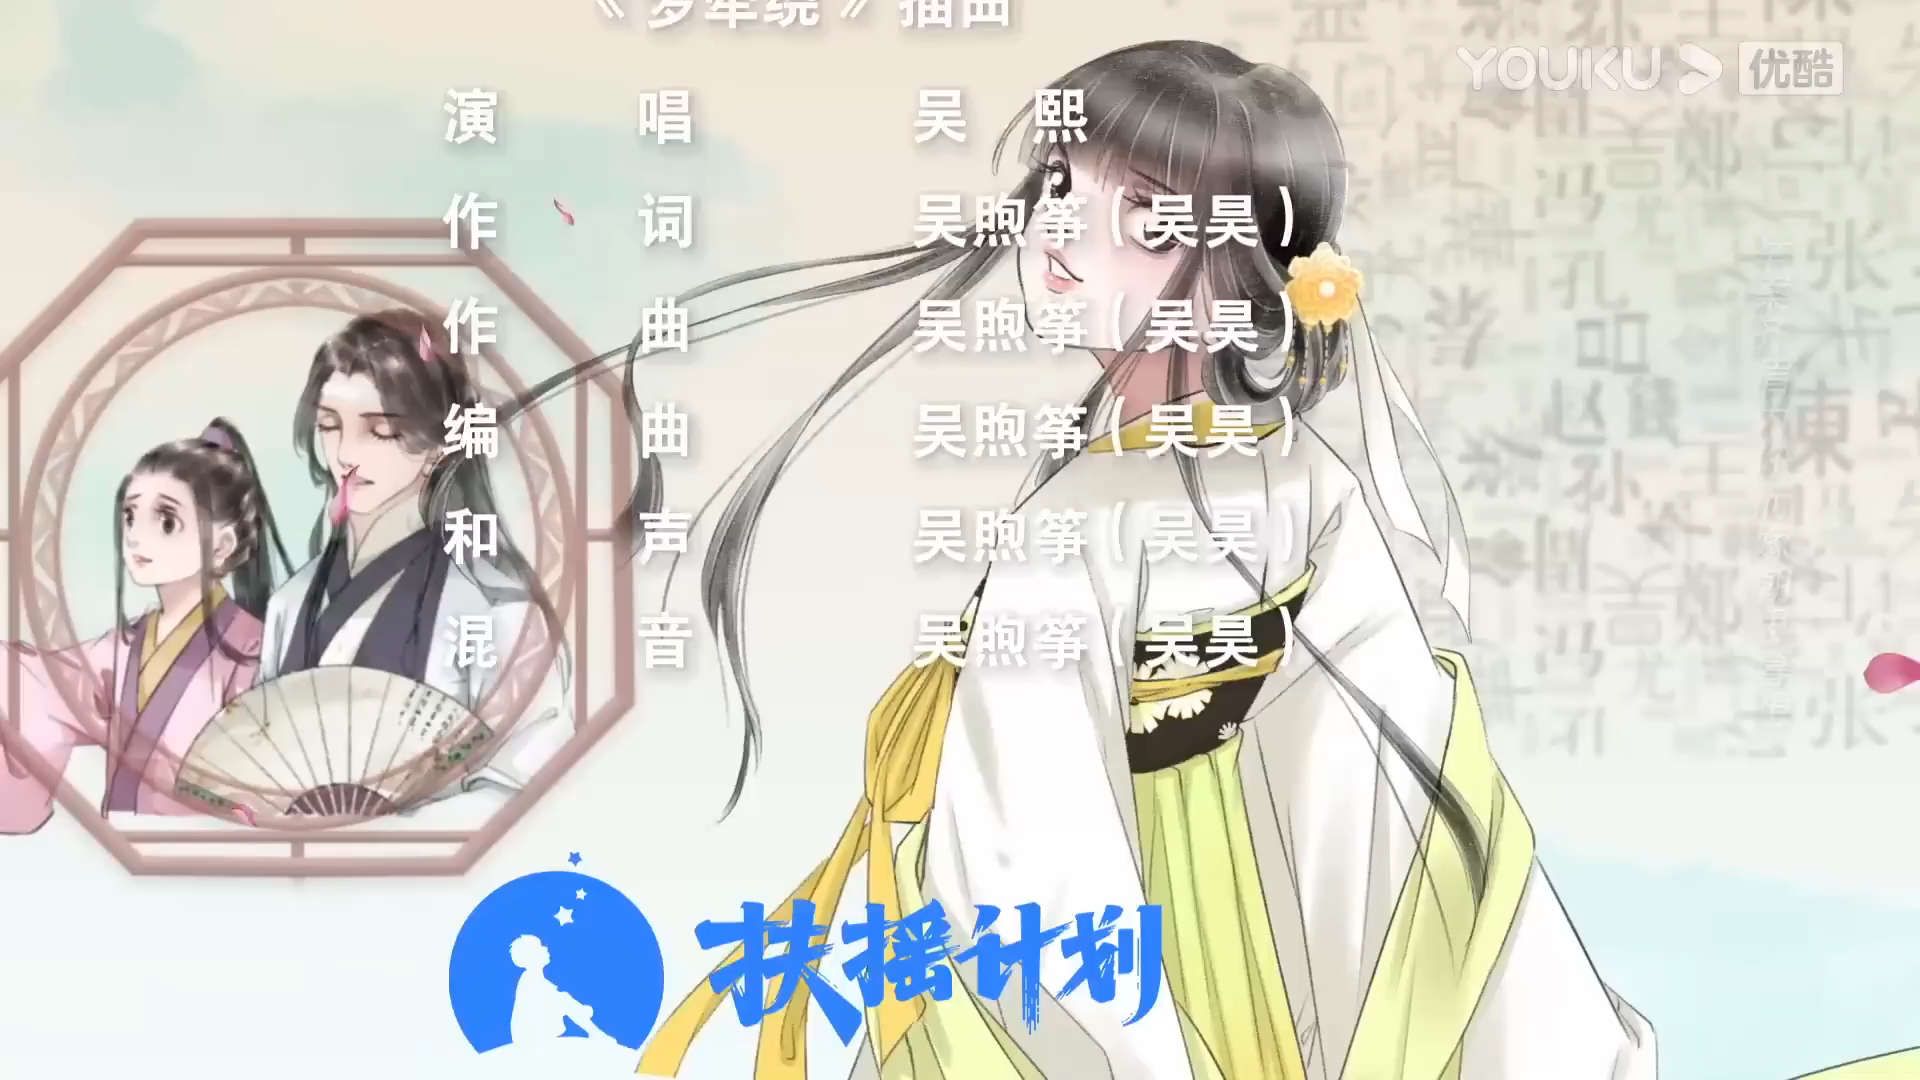 《梦牵绕》插曲
YOUKU 优酷
演 唱 吴 熙
作 词 吴煦筝(吴昊)
作 曲 吴煦筝(吴昊)
编 曲 吴煦筝(吴昊)
和 声 吴煦筝(吴昊)
混 音 吴煦筝(吴昊)
扶摇计划